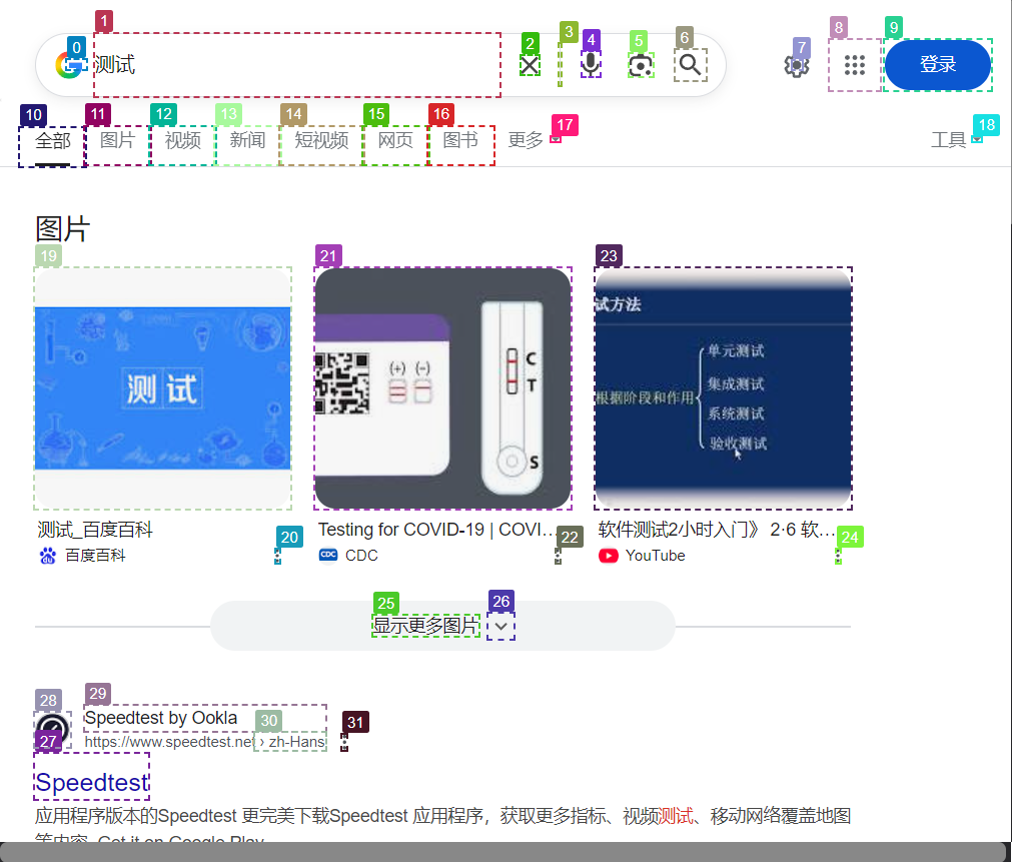 0
1
2
3
4
5
6
7
8
9
测试
登录
10
11
12
13
14
15
16
17
18
全部
图片
视频
新闻
短视频
网页
图书
更多
工具
图片
19
21
23
测试
(+) (-)
C
T
S
试方法
根据阶段和作用
单元测试
集成测试
系统测试
验收测试
测试_百度百科
百度百科
20
Testing for COVID-19 | COVI...
CDC
CDC
22
软件测试2小时入门》 2·6 软...
YouTube
24
25
显示更多图片
26
28
29
Speedtest by Ookla
30
31
https://www.speedtest.net › zh-Hans
27
Speedtest
应用程序版本的Speedtest 更完美下载Speedtest 应用程序，获取更多指标、视频测试、移动网络覆盖地图
等内容. Get it on Google Play